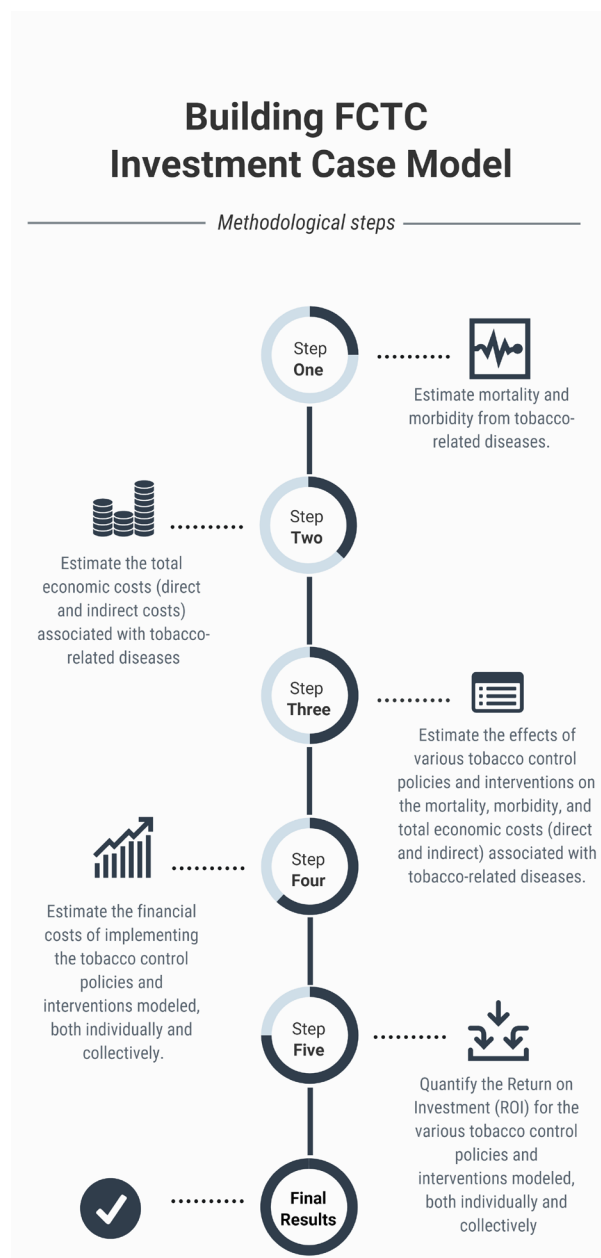 Building FCTC
Investment Case Model
Methodological steps
Step
One
Estimate mortality and
morbidity from tobacco-
related diseases.
Step
Two
Estimate the total
economic costs (direct
and indirect costs)
associated with tobacco-
related diseases
Step
Three
Estimate the effects of
various tobacco control
policies and interventions on
the mortality, morbidity, and
total economic costs (direct
and indirect) associated with
tobacco-related diseases.
Step
Four
Estimate the financial
costs of implementing
the tobacco control
policies and
interventions modeled,
both individually and
collectively.
Step
Five
Quantify the Return on
Investment (ROI) for the
various tobacco control
policies and
interventions modeled,
both individually and
collectively
Final
Results